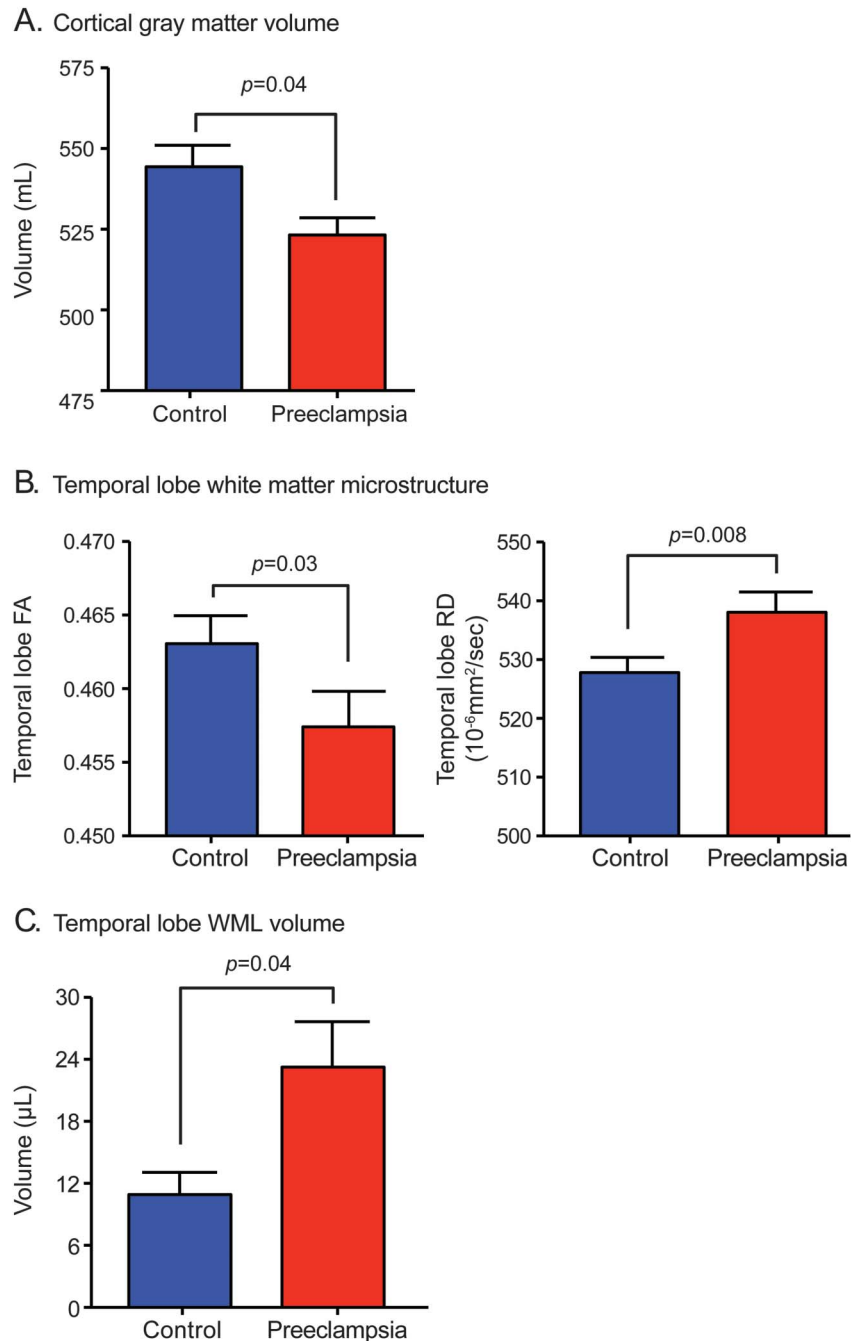 A. Cortical gray matter volume
575
550
525
500
475
Volume (mL)
p=0.04
Control
Preeclampsia
B. Temporal lobe white matter microstructure
0.470
0.465
0.460
0.455
0.450
Temporal lobe FA
p=0.03
Control
Preeclampsia
550
540
530
520
510
500
Temporal lobe RD
(10⁻⁶mm²/sec)
p=0.008
Control
Preeclampsia
C. Temporal lobe WML volume
30
24
18
12
6
0
Volume (µL)
p=0.04
Control
Preeclampsia